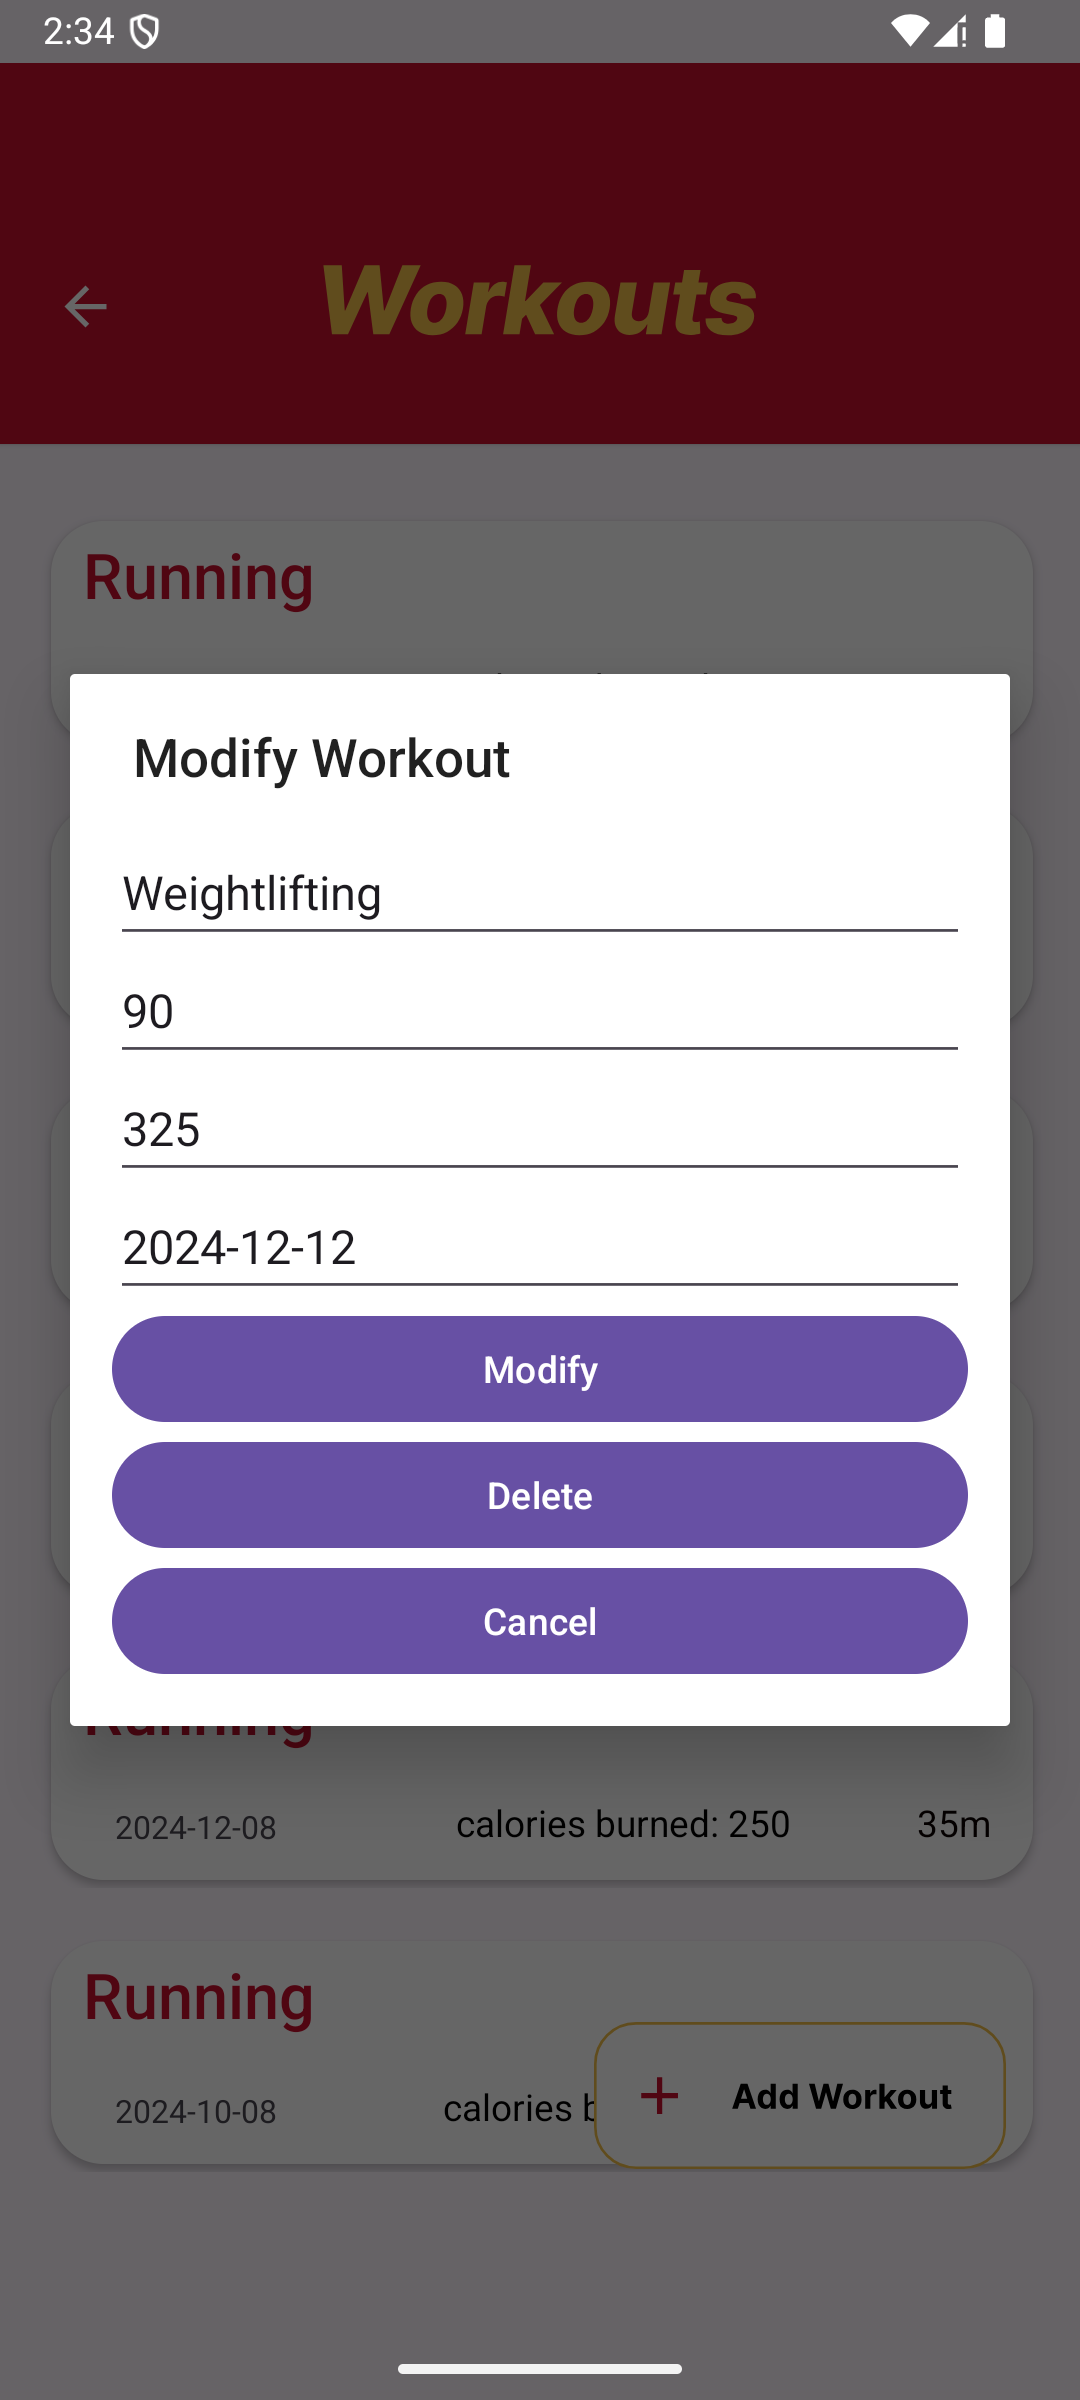 2:34
Workouts
Running
Modify Workout
Weightlifting
90
325
2024-12-12
Modify
Delete
Cancel
Running
2024-12-08 calories burned: 250 35m
Running
2024-10-08 calories
Add Workout